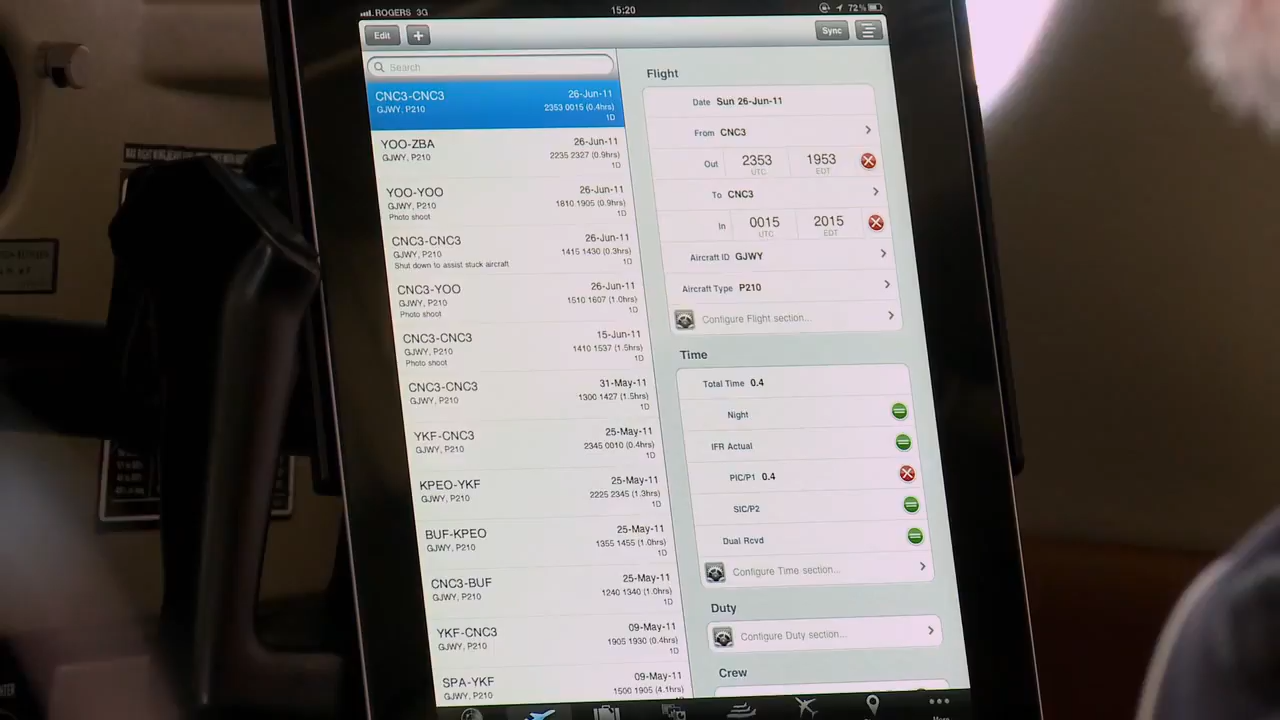 ROGERS 3G 15:20 72%
Edit + Sync
Search
CNC3-CNC3 26-Jun-11
GJWY, P210 2353 0015 (0.4hrs)
1D
YOO-ZBA 26-Jun-11
GJWY, P210 2235 2327 (0.9hrs)
1D
YOO-YOO 26-Jun-11
GJWY, P210 1810 1905 (0.9hrs)
Photo shoot 1D
CNC3-CNC3 26-Jun-11
GJWY, P210 1415 1430 (0.3hrs)
Shut down to assist stuck aircraft 1D
CNC3-YOO 26-Jun-11
GJWY, P210 1510 1607 (1.0hrs)
Photo shoot 1D
CNC3-CNC3 15-Jun-11
GJWY, P210 1410 1537 (1.5hrs)
Photo shoot 1D
CNC3-CNC3 31-May-11
GJWY, P210 1300 1427 (1.5hrs)
1D
YKF-CNC3 25-May-11
GJWY, P210 2345 0010 (0.4hrs)
1D
KPEO-YKF 25-May-11
GJWY, P210 2225 2345 (1.3hrs)
1D
BUF-KPEO 25-May-11
GJWY, P210 1355 1455 (1.0hrs)
1D
CNC3-BUF 25-May-11
GJWY, P210 1240 1340 (1.0hrs)
1D
YKF-CNC3 09-May-11
GJWY, P210 1905 1930 (0.4hrs)
1D
SPA-YKF 09-May-11
GJWY, P210 1500 1905 (4.1hrs)
Flight
Date Sun 26-Jun-11
From CNC3
Out 2353 1953
UTC EDT
To CNC3
In 0015 2015
UTC EDT
Aircraft ID GJWY
Aircraft Type P210
Configure Flight section...
Time
Total Time 0.4
Night
IFR Actual
PIC/P1 0.4
SIC/P2
Dual Rcvd
Configure Time section...
Duty
Configure Duty section...
Crew